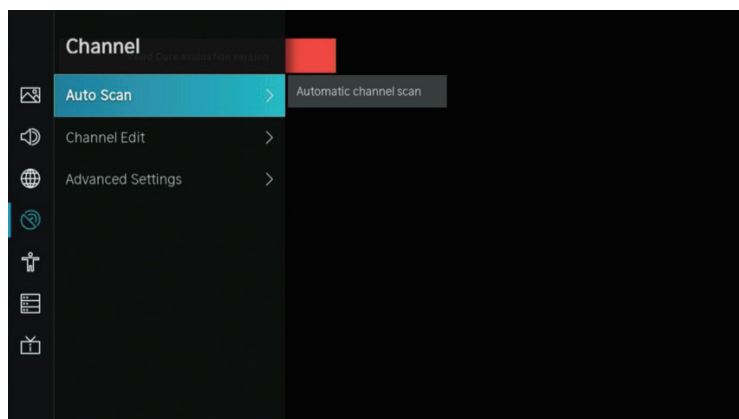 Channel
Auto Scan
Automatic channel scan
Channel Edit
Advanced Settings